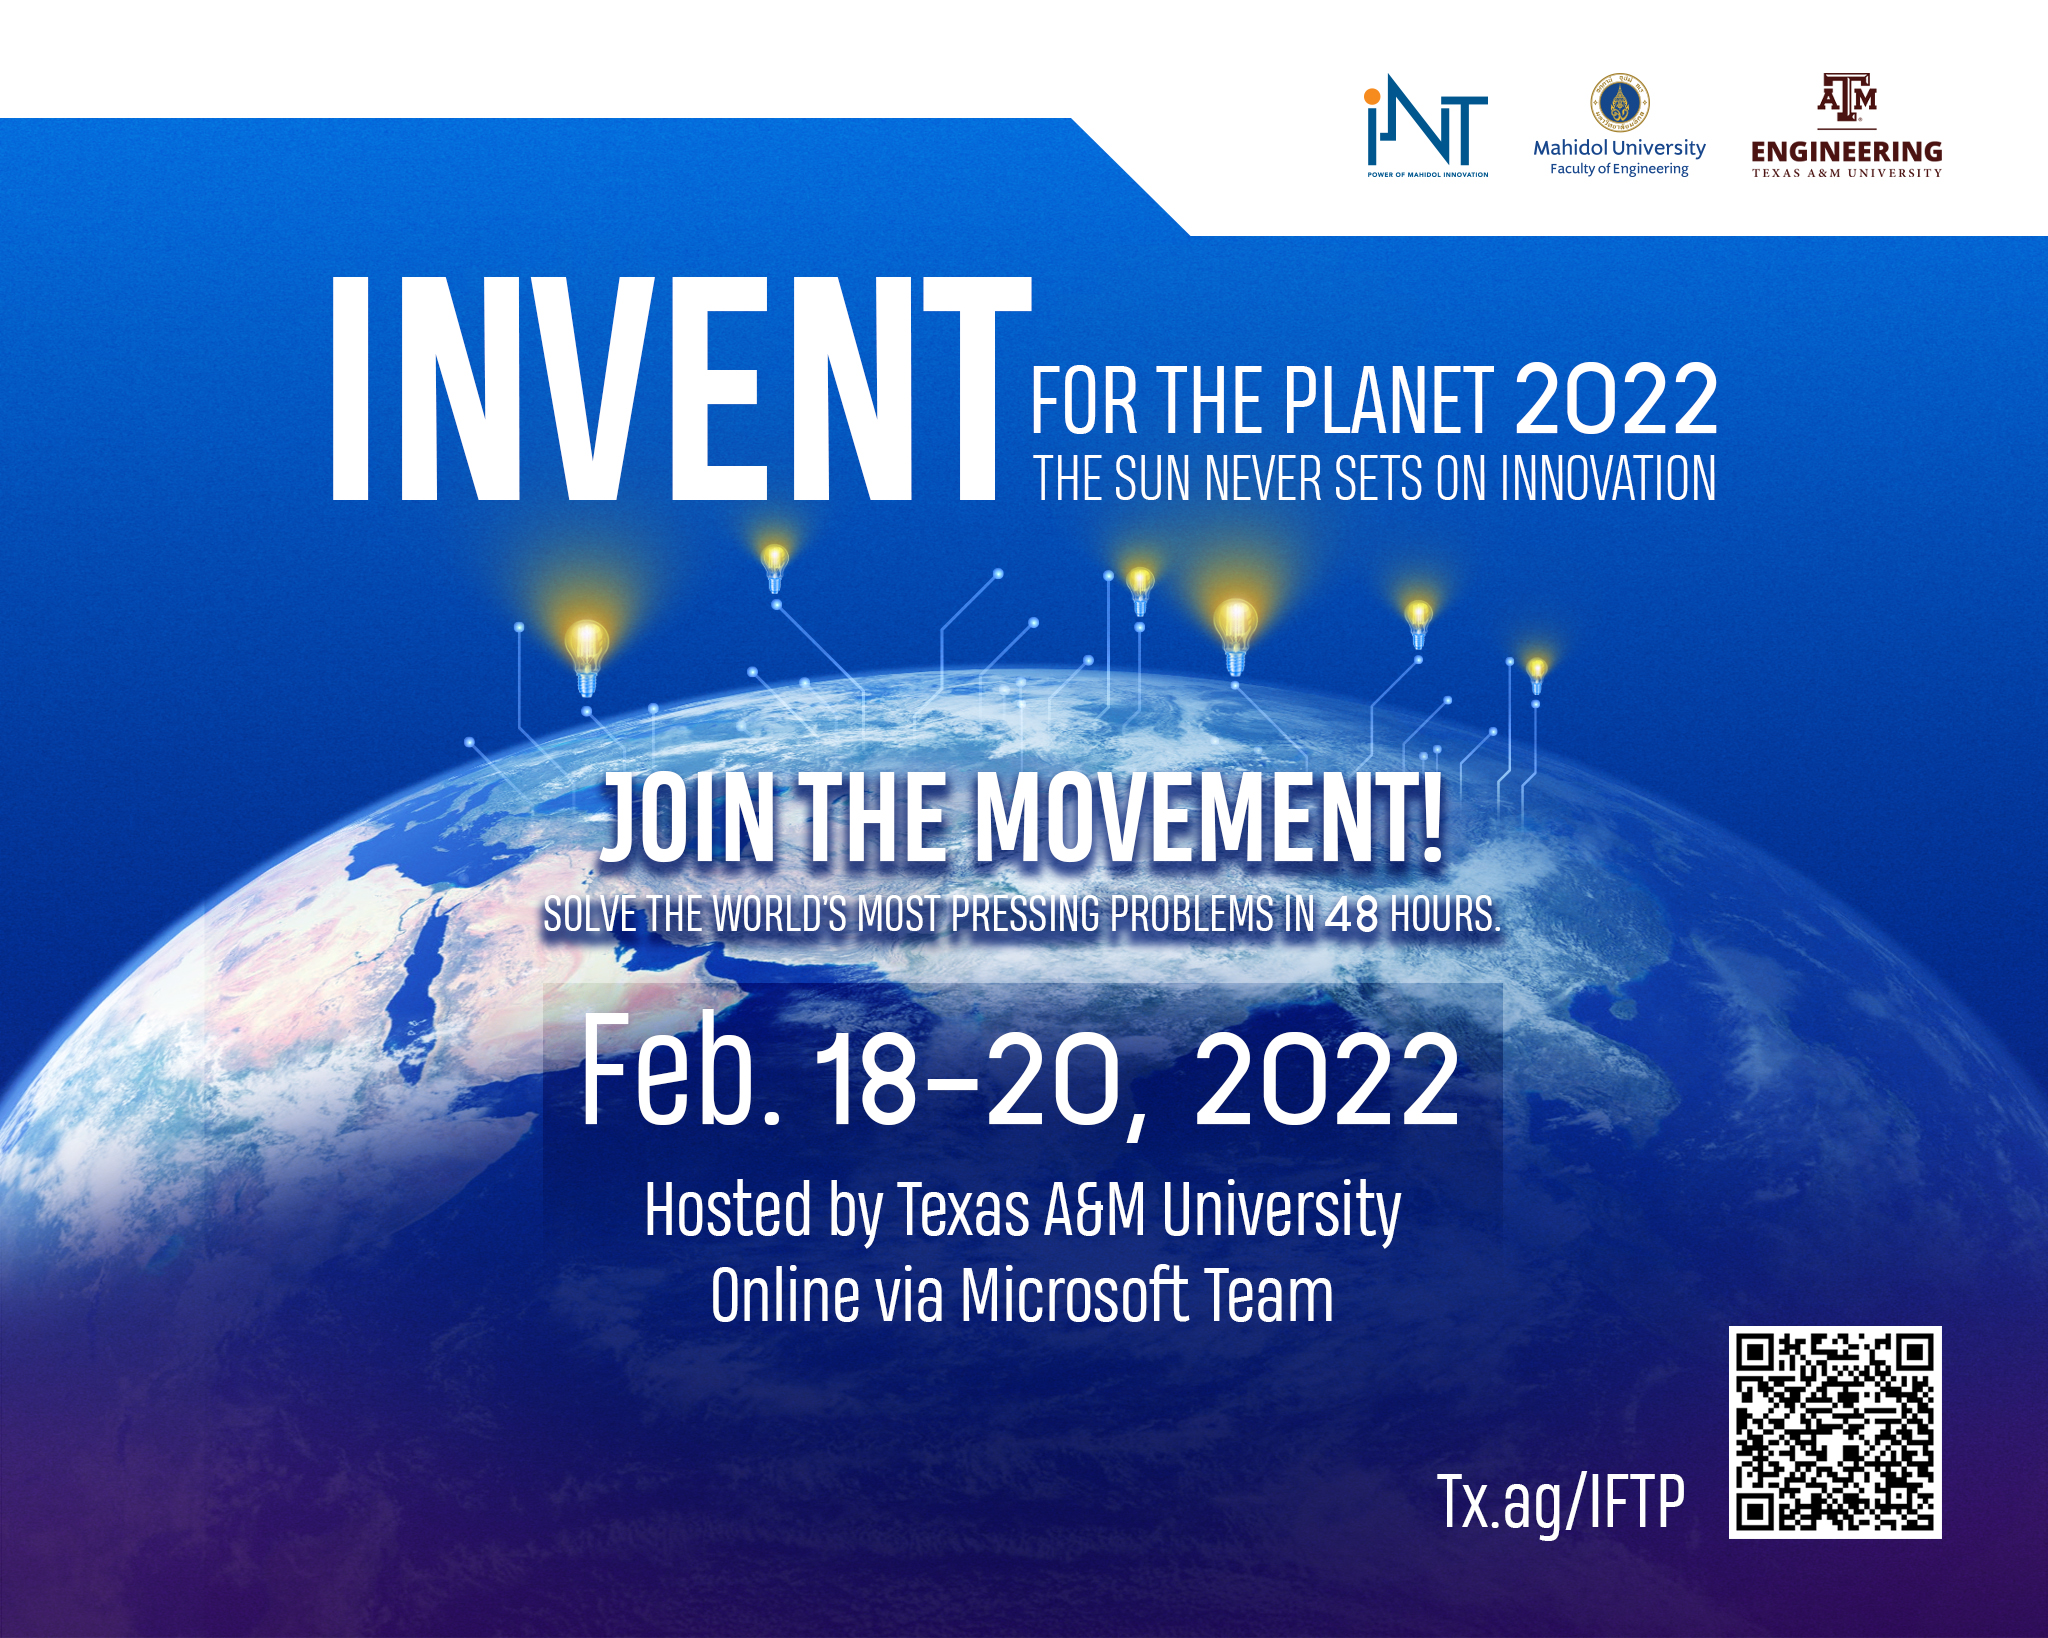 iNT
POWER OF MAHIDOL INNOVATION
Mahidol University
Faculty of Engineering
ATM
ENGINEERING
TEXAS A&M UNIVERSITY
INVENT
FOR THE PLANET 2022
THE SUN NEVER SETS ON INNOVATION
JOIN THE MOVEMENT!
SOLVE THE WORLD'S MOST PRESSING PROBLEMS IN 48 HOURS.
Feb. 18-20, 2022
Hosted by Texas A&M University
Online via Microsoft Team
Tx.ag/IFTP